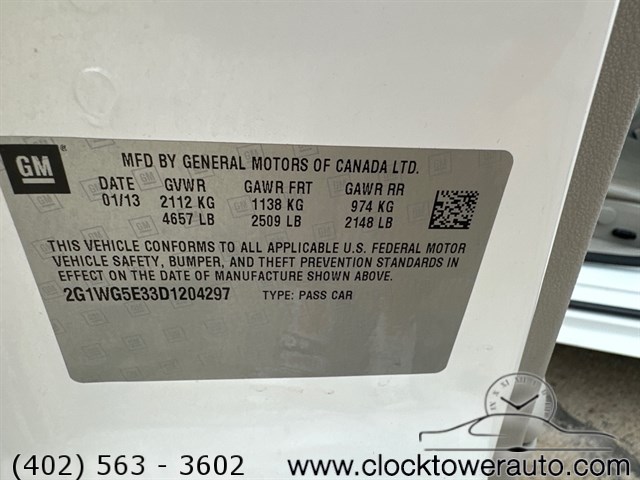 GM
MFD BY GENERAL MOTORS OF CANADA LTD.
DATE GVWR GAWR FRT GAWR RR
01/13 2112 KG 1138 KG 974 KG
4657 LB 2509 LB 2148 LB
THIS VEHICLE CONFORMS TO ALL APPLICABLE U.S. FEDERAL MOTOR
VEHICLE SAFETY, BUMPER, AND THEFT PREVENTION STANDARDS IN
EFFECT ON THE DATE OF MANUFACTURE SHOWN ABOVE.
2G1WG5E33D1204297 TYPE: PASS CAR
(402) 563 - 3602 www.clocktowerauto.com